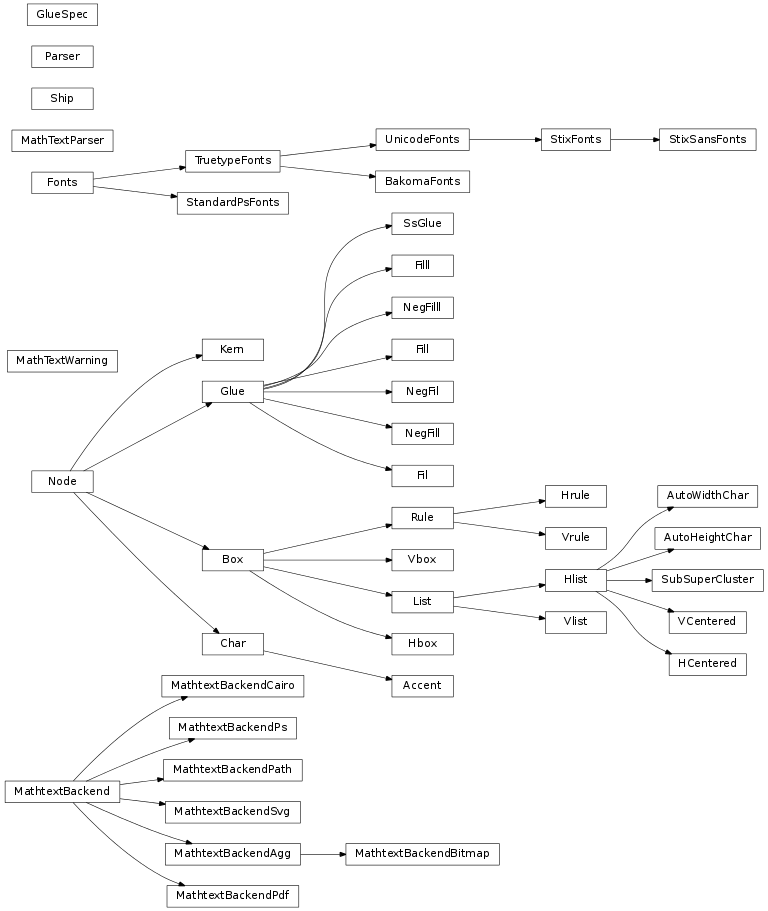 GlueSpec
Parser
Ship
MathTextParser
UnicodeFonts
StixFonts
StixSansFonts
TruetypeFonts
Fonts
BakomaFonts
StandardPsFonts
SsGlue
Filll
NegFilll
Kern
Fill
MathTextWarning
Glue
NegFil
NegFill
Fil
Node
Hrule
AutoWidthChar
Rule
Vrule
AutoHeightChar
Box
Vbox
Hlist
SubSuperCluster
List
Vlist
VCentered
Char
Hbox
HCentered
Accent
MathtextBackendCairo
MathtextBackendPs
MathtextBackendPath
MathtextBackend
MathtextBackendSvg
MathtextBackendAgg
MathtextBackendBitmap
MathtextBackendPdf